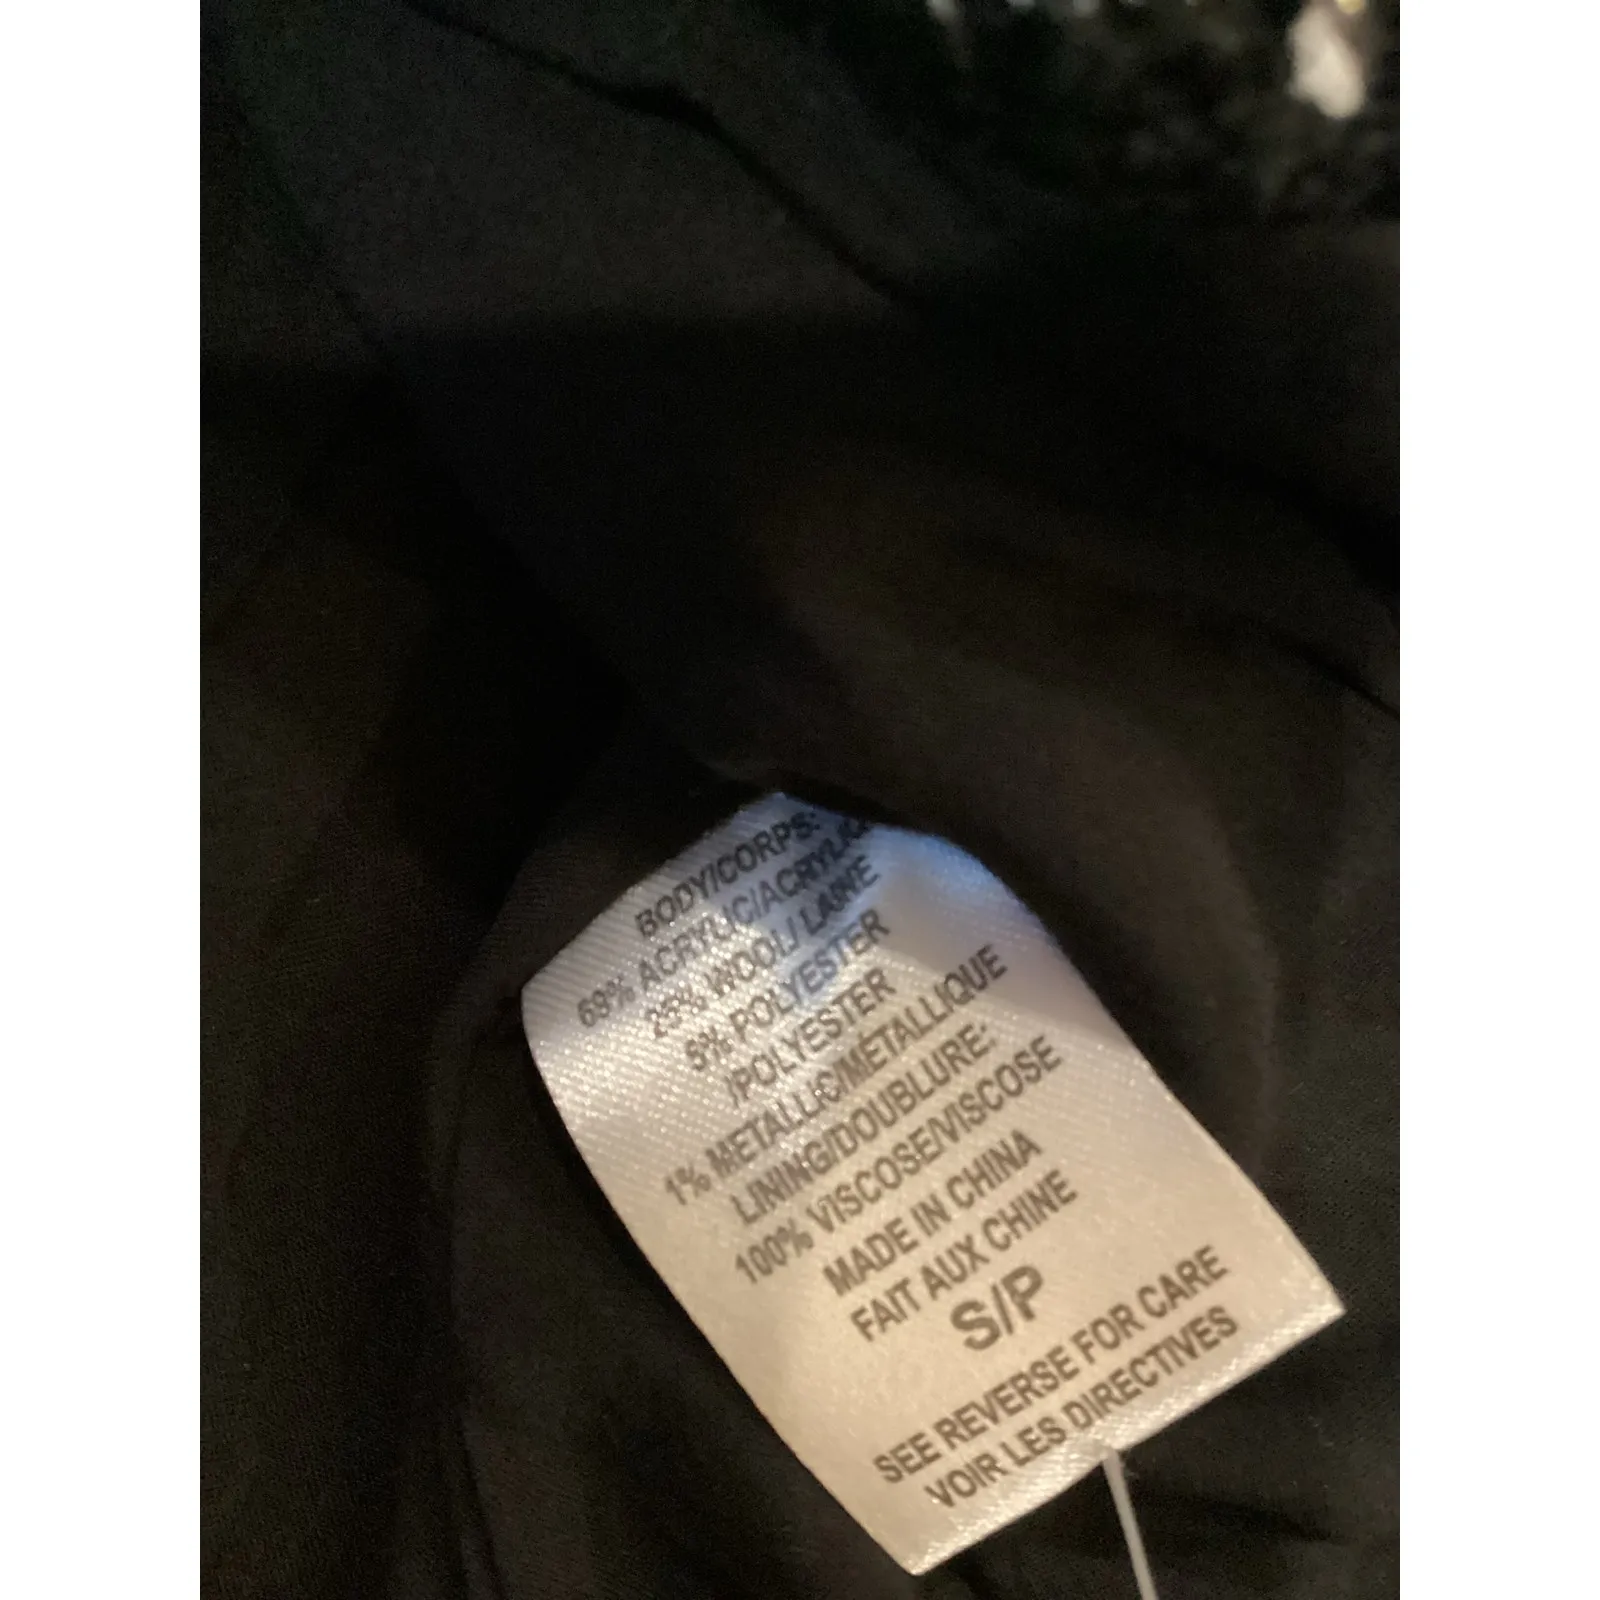 BODY/CORPS:
69% ACRYLIC/ACRYLIQUE
25% WOOL/ LAINE
5% POLYESTER
/POLYESTER
1% METALLIC/MÉTALLIQUE
LINING/DOUBLURE:
100% VISCOSE/VISCOSE
MADE IN CHINA
FAIT AUX CHINE
S/P
SEE REVERSE FOR CARE
VOIR LES DIRECTIVES